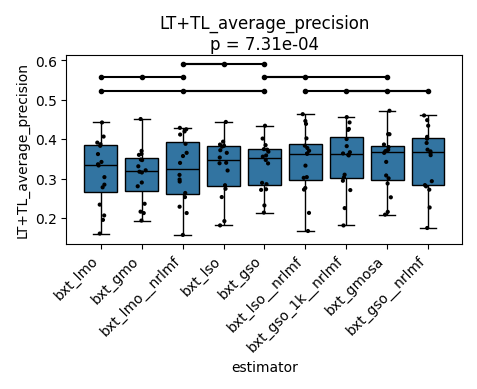 LT+TL_average_precision
p = 7.31e-04
LT+TL_average_precision
0.6
0.5
0.4
0.3
0.2
bxt_lmo
bxt_gmo
bxt_lmo__nrlmf
bxt_lso
bxt_gso
bxt_lso__nrlmf
bxt_gso_1k__nrlmf
bxt_gmosa
bxt_gso__nrlmf
estimator